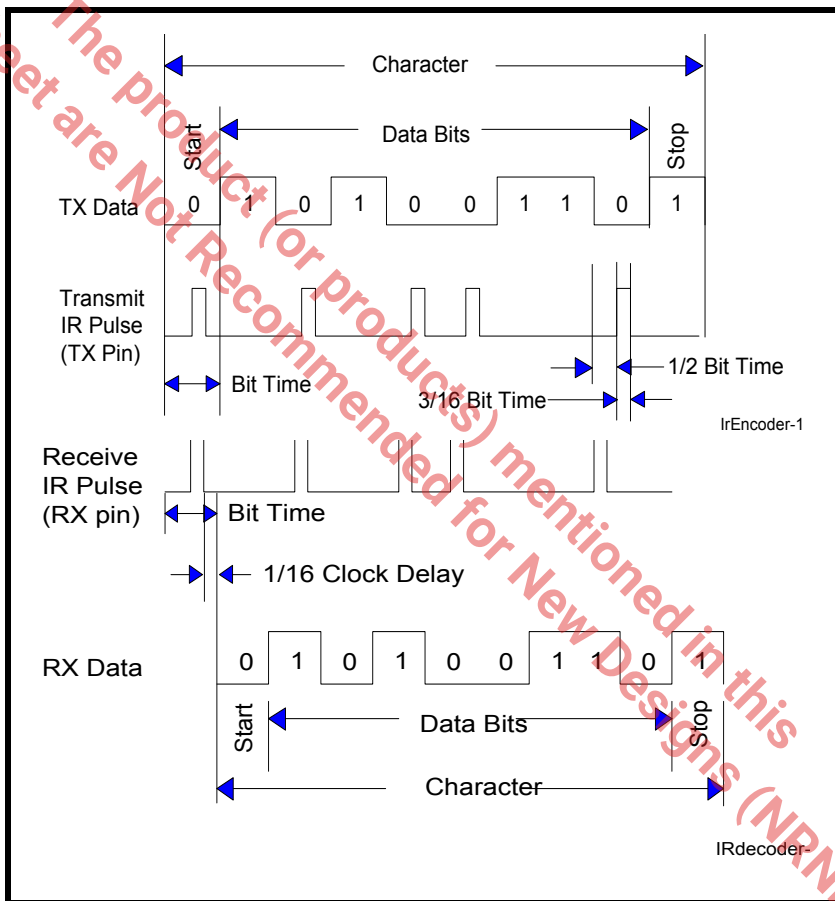 The product (or products) mentioned in this
eet are Not Recommended for New Designs (NRN
Character
Start
Data Bits
Stop
TX Data
0 1 0 1 0 0 1 1 0 1
Transmit
IR Pulse
(TX Pin)
Bit Time
1/2 Bit Time
3/16 Bit Time
IrEncoder-1
Receive
IR Pulse
(RX pin)
Bit Time
1/16 Clock Delay
RX Data
0 1 0 1 0 0 1 1 0 1
Start
Data Bits
Stop
Character
IRdecoder-